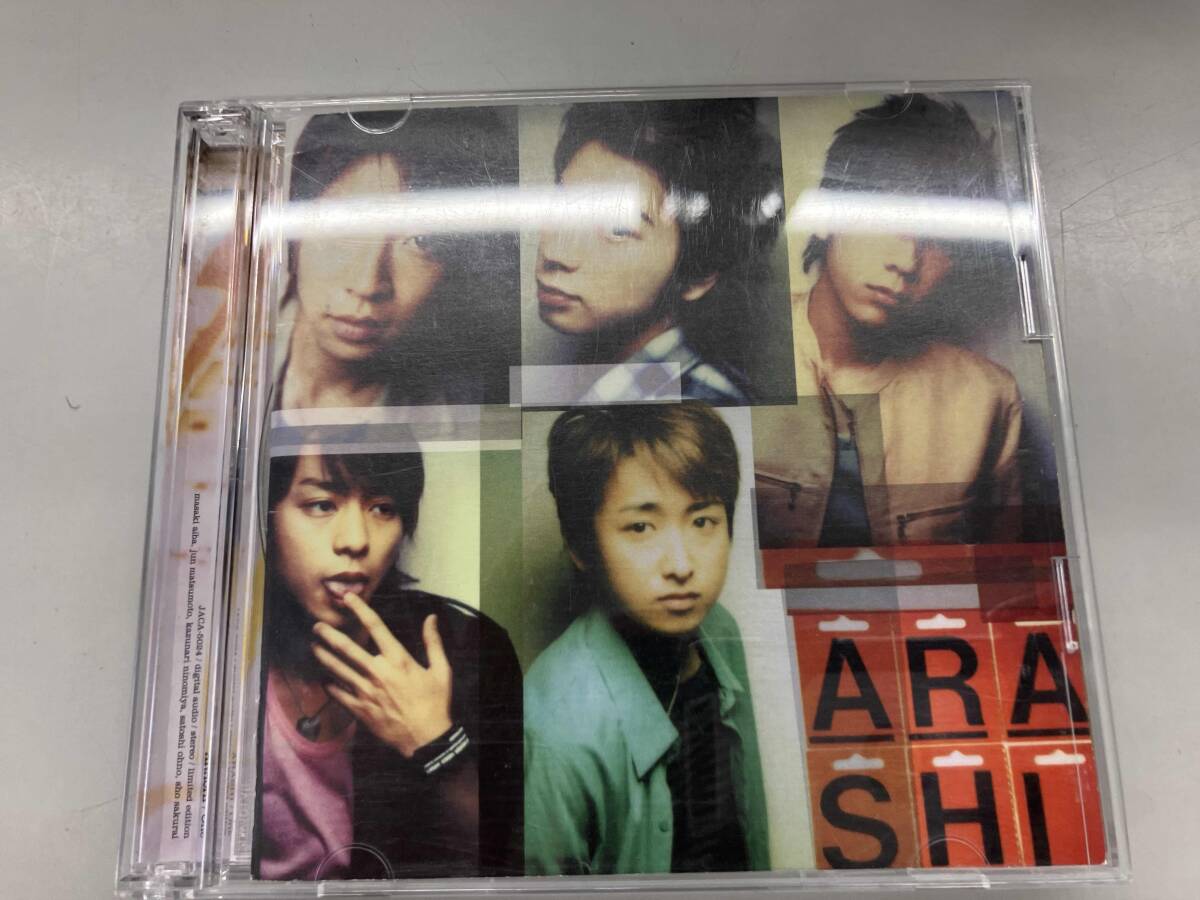 ARA
SHI
JACA-5024 / digital audio / stereo / limited edition
masaki aiba, jun matsumoto, kazunari ninomiya, satoshi ohno, sho sakurai